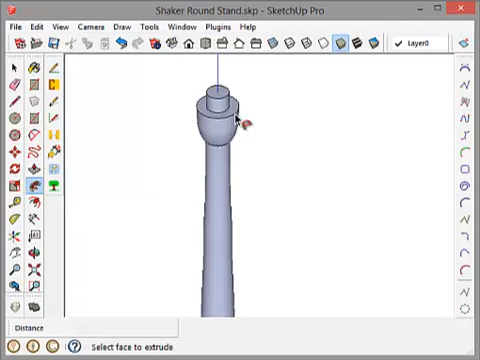 Shaker Round Stand.skp - SketchUp Pro
File Edit View Camera Draw Tools Window Plugins Help
Layer0
Distance
Select face to extrude